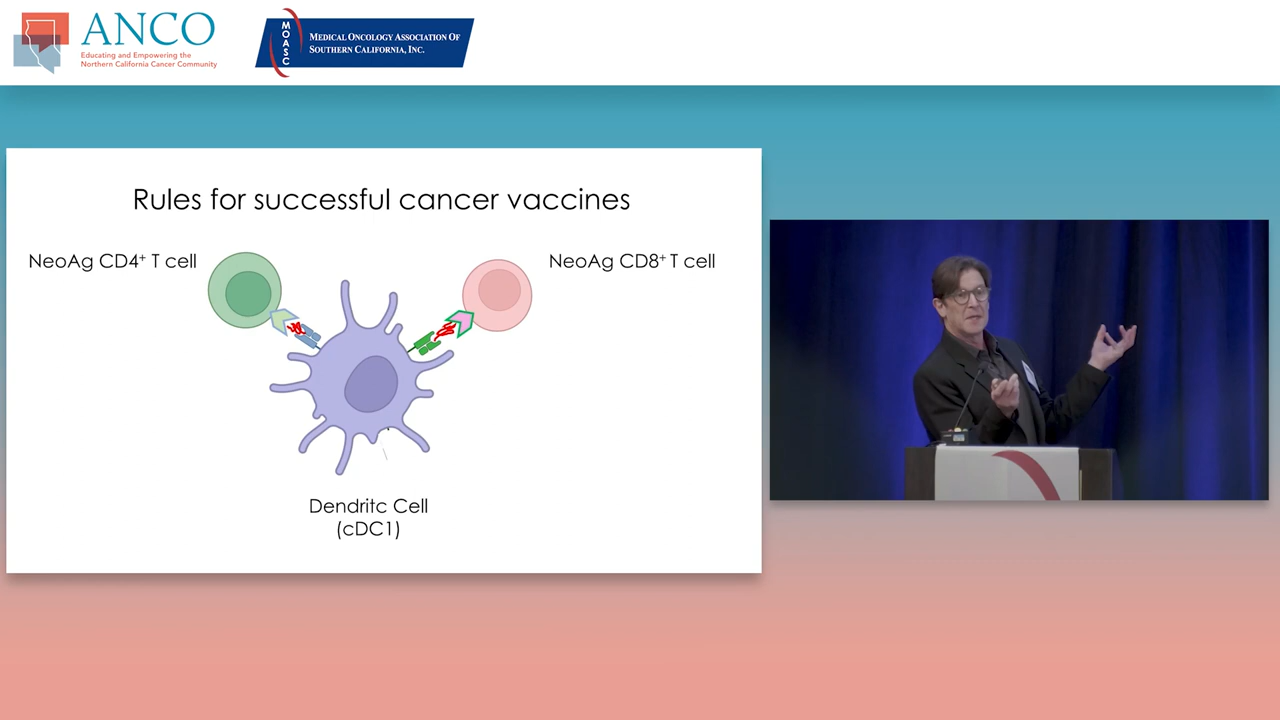 ANCO
Educating and Empowering the
Northern California Cancer Community
MOASC
MEDICAL ONCOLOGY ASSOCIATION OF
SOUTHERN CALIFORNIA, INC.
Rules for successful cancer vaccines
NeoAg CD4⁺ T cell
NeoAg CD8⁺ T cell
Dendritc Cell
(cDC1)